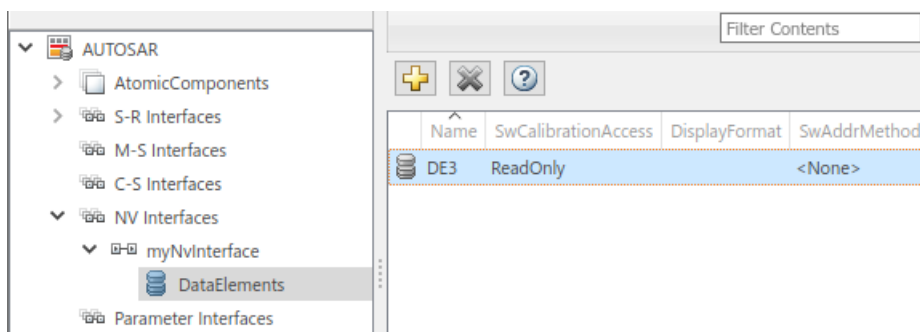 Filter Contents
AUTOSAR
AtomicComponents
S-R Interfaces
M-S Interfaces
C-S Interfaces
NV Interfaces
myNvInterface
DataElements
Parameter Interfaces
Name SwCalibrationAccess DisplayFormat SwAddrMethod
DE3 ReadOnly <None>